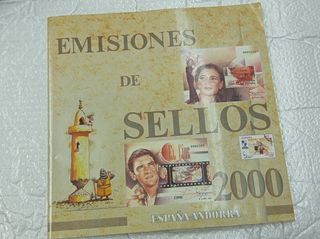 EMISIONES
DE
SELLOS
2000
ESPAÑA-ANDORRA